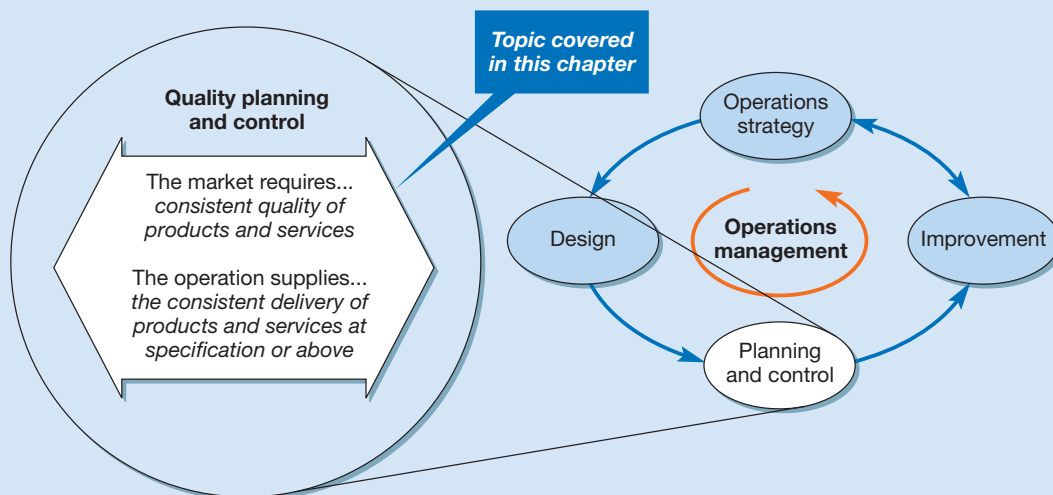 Topic covered
in this chapter
Quality planning
and control
The market requires...
consistent quality of
products and services
The operation supplies...
the consistent delivery of
products and services at
specification or above
Operations
strategy
Design
Operations
management
Improvement
Planning
and control